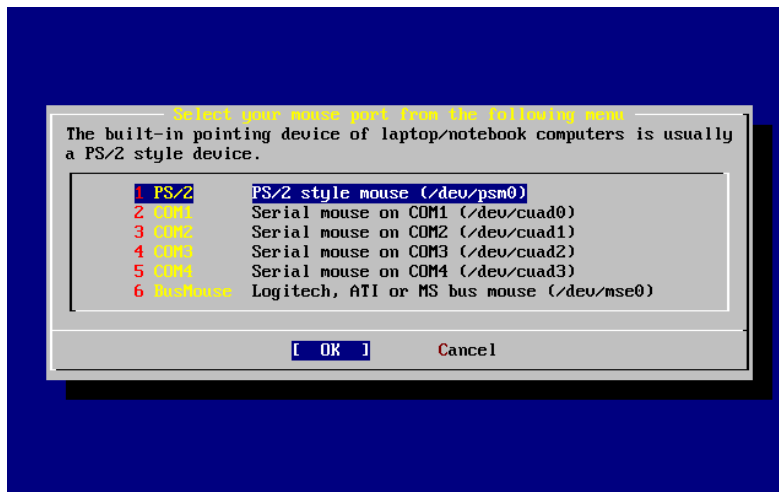 Select your mouse port from the following menu
The built-in pointing device of laptop/notebook computers is usually
a PS/2 style device.
1 PS/2 PS/2 style mouse (/dev/psm0)
2 COM1 Serial mouse on COM1 (/dev/cuad0)
3 COM2 Serial mouse on COM2 (/dev/cuad1)
4 COM3 Serial mouse on COM3 (/dev/cuad2)
5 COM4 Serial mouse on COM4 (/dev/cuad3)
6 BusMouse Logitech, ATI or MS bus mouse (/dev/mse0)
[ OK ] Cancel